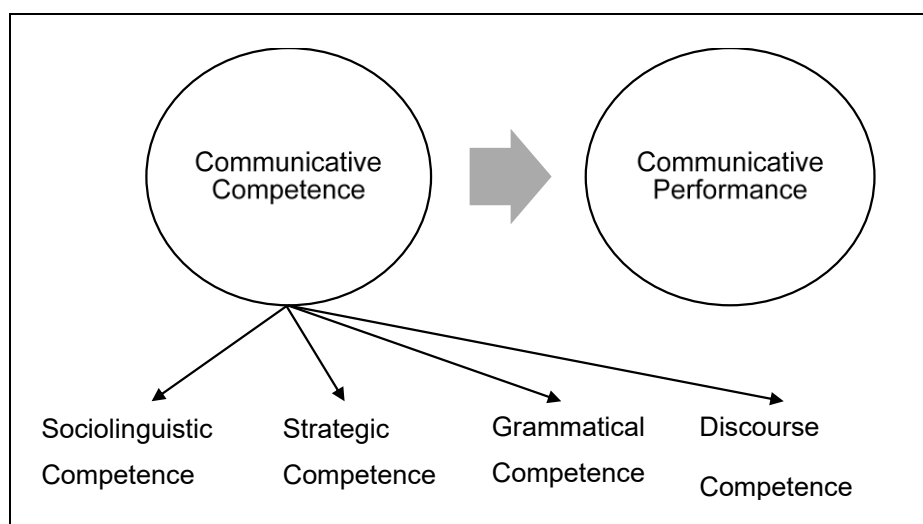 Communicative
Competence
Communicative
Performance
Sociolinguistic
Competence
Strategic
Competence
Grammatical
Competence
Discourse
Competence